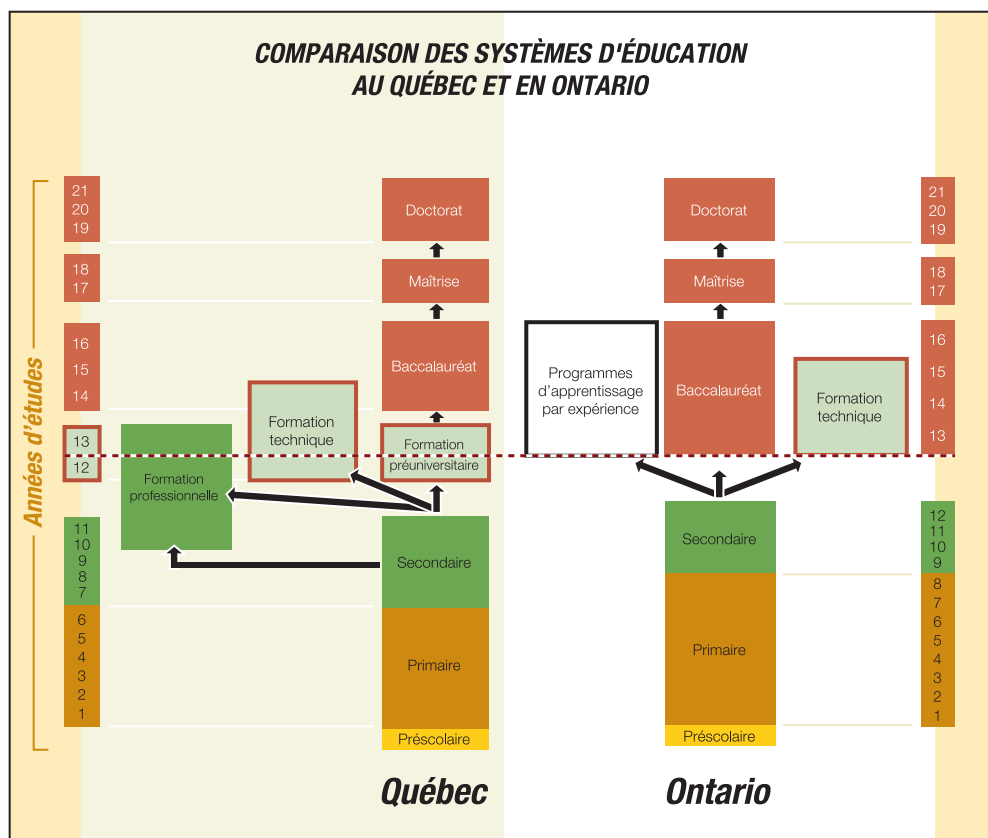 COMPARAISON DES SYSTÈMES D'ÉDUCATION
AU QUÉBEC ET EN ONTARIO
Années d'études
21
20
19
18
17
16
15
14
13
12
11
10
9
8
7
6
5
4
3
2
1
Formation
professionnelle
Formation
technique
Doctorat
Maîtrise
Baccalauréat
Formation
préuniversitaire
Secondaire
Primaire
Préscolaire
Québec
Programmes
d'apprentissage
par expérience
Doctorat
Maîtrise
Baccalauréat
Secondaire
Primaire
Préscolaire
Ontario
Formation
technique
21
20
19
18
17
16
15
14
13
12
11
10
9
8
7
6
5
4
3
2
1